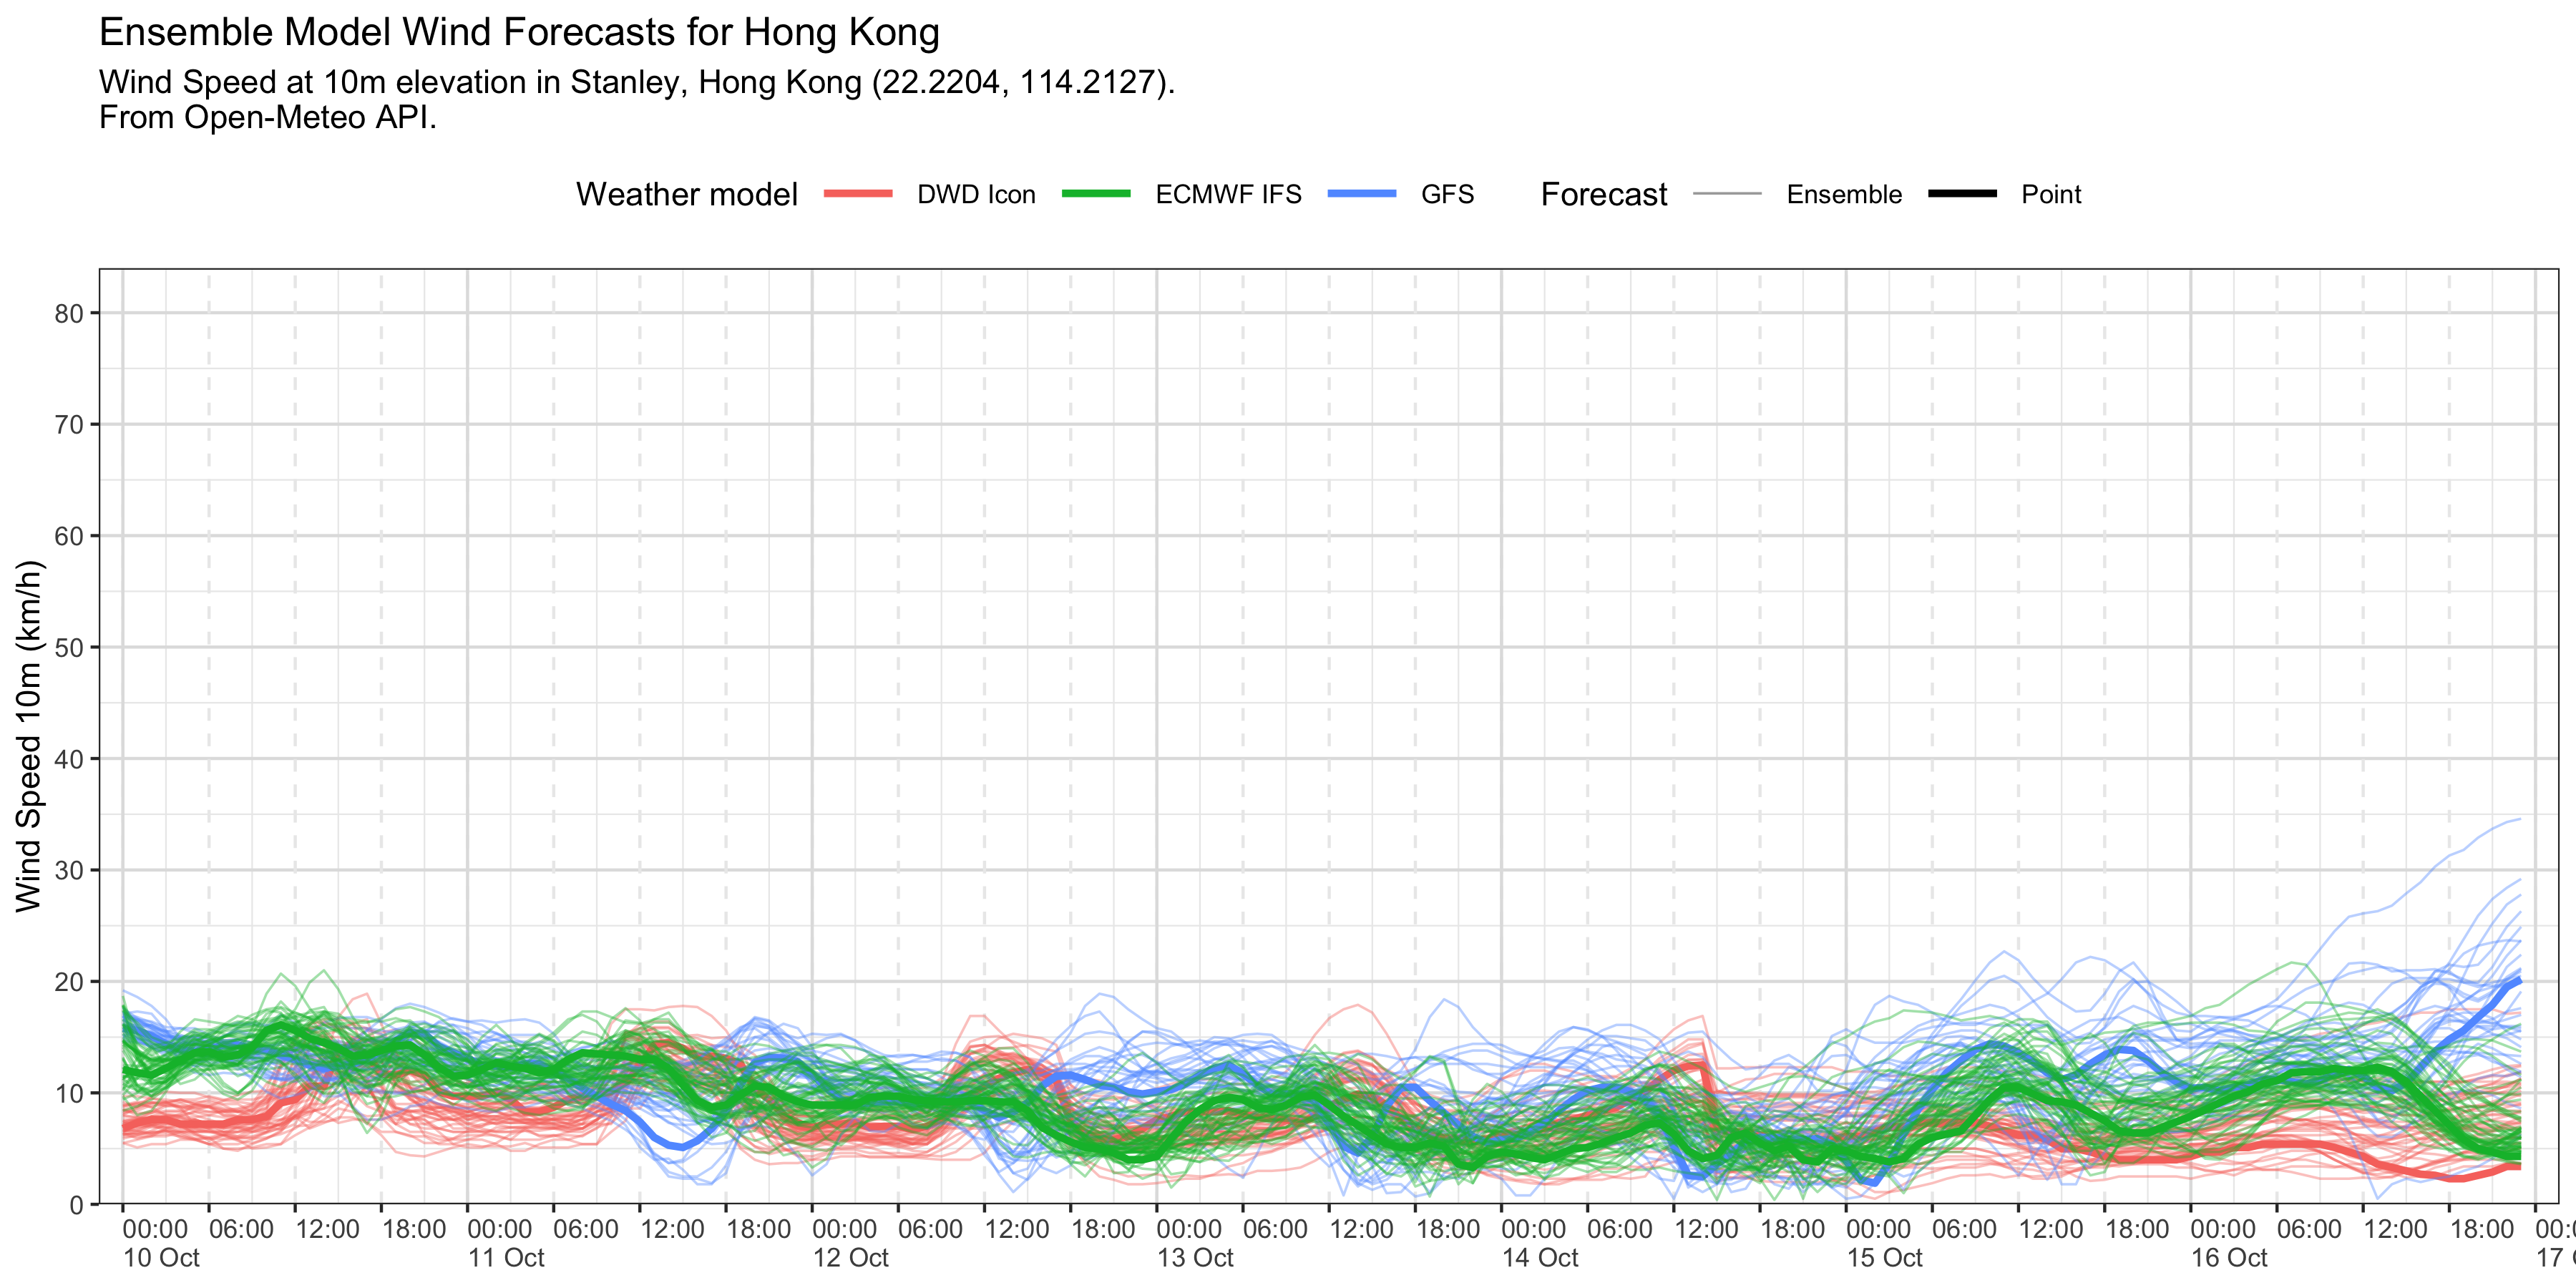 Ensemble Model Wind Forecasts for Hong Kong
Wind Speed at 10m elevation in Stanley, Hong Kong (22.2204, 114.2127).
From Open-Meteo API.
Weather model DWD Icon ECMWF IFS GFS Forecast Ensemble Point
Wind Speed 10m (km/h)
80
70
60
50
40
30
20
10
0
00:00 06:00 12:00 18:00 00:00 06:00 12:00 18:00 00:00 06:00 12:00 18:00 00:00 06:00 12:00 18:00 00:00 06:00 12:00 18:00 00:00 06:00 12:00 18:00 00:00 06:00 12:00 18:00 00:0
10 Oct 11 Oct 12 Oct 13 Oct 14 Oct 15 Oct 16 Oct 17